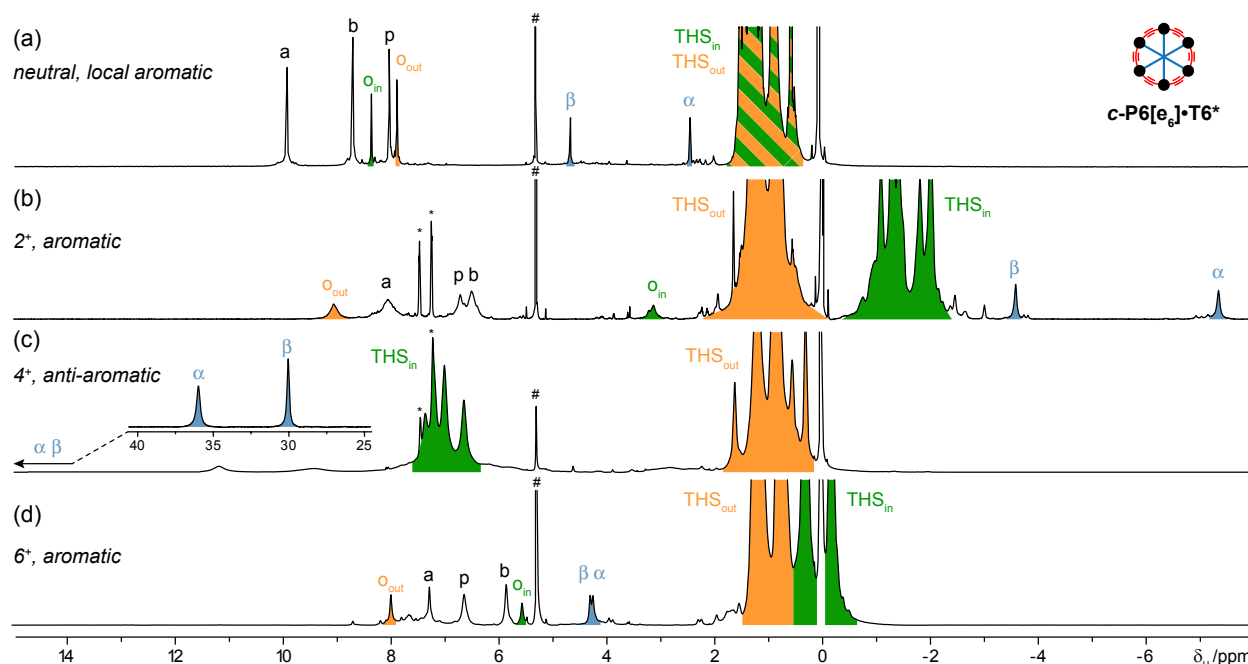 (a)
neutral, local aromatic
a
b
o_in
p
o_out
#
β
α
THS_in
THS_out
c-P6[e_6]•T6*
(b)
2⁺, aromatic
o_out
a
*
*
p b
#
o_in
THS_out
THS_in
β
α
(c)
4⁺, anti-aromatic
α
β
40 35 30 25
α β
THS_in
*
*
#
THS_out
(d)
6⁺, aromatic
o_out
a
p
b
o_in
#
β α
THS_out
THS_in
14 12 10 8 6 4 2 0 -2 -4 -6 δ_H/ppm